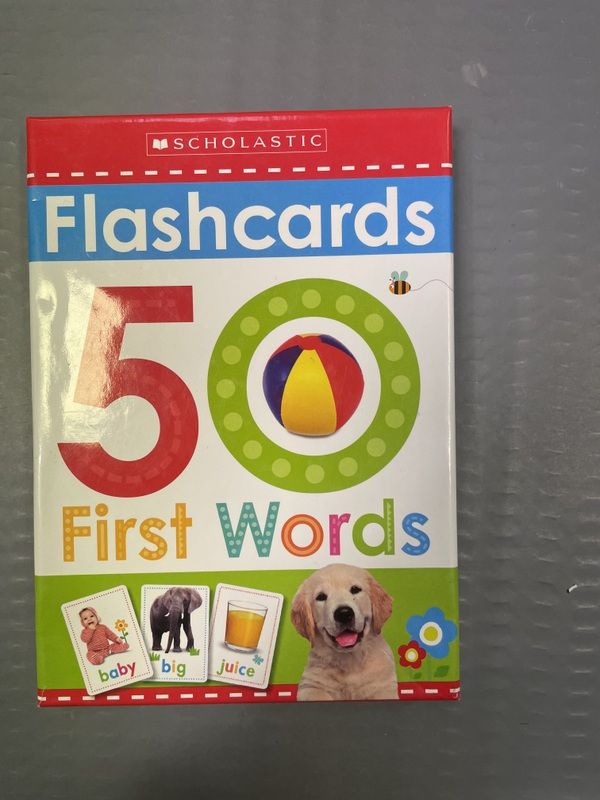 SCHOLASTIC
Flashcards
50
First Words
baby
big
juice